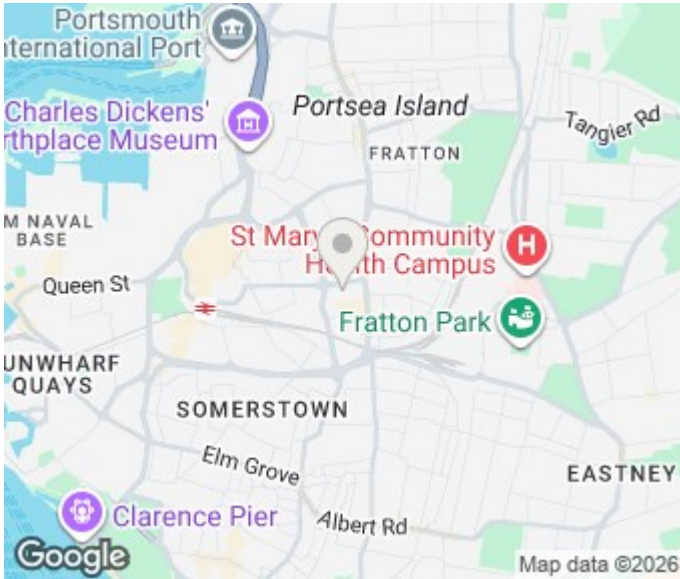 Portsmouth
nternational Port
Charles Dickens'
rthplace Museum
Portsea Island
Tangier Rd
FRATTON
M NAVAL
BASE
St Mary Community
H th Campus
H
Queen St
Fratton Park
UNWHARF
QUAYS
SOMERSTOWN
Elm Grove
EASTNEY
Clarence Pier
Albert Rd
Google
Map data ©2026